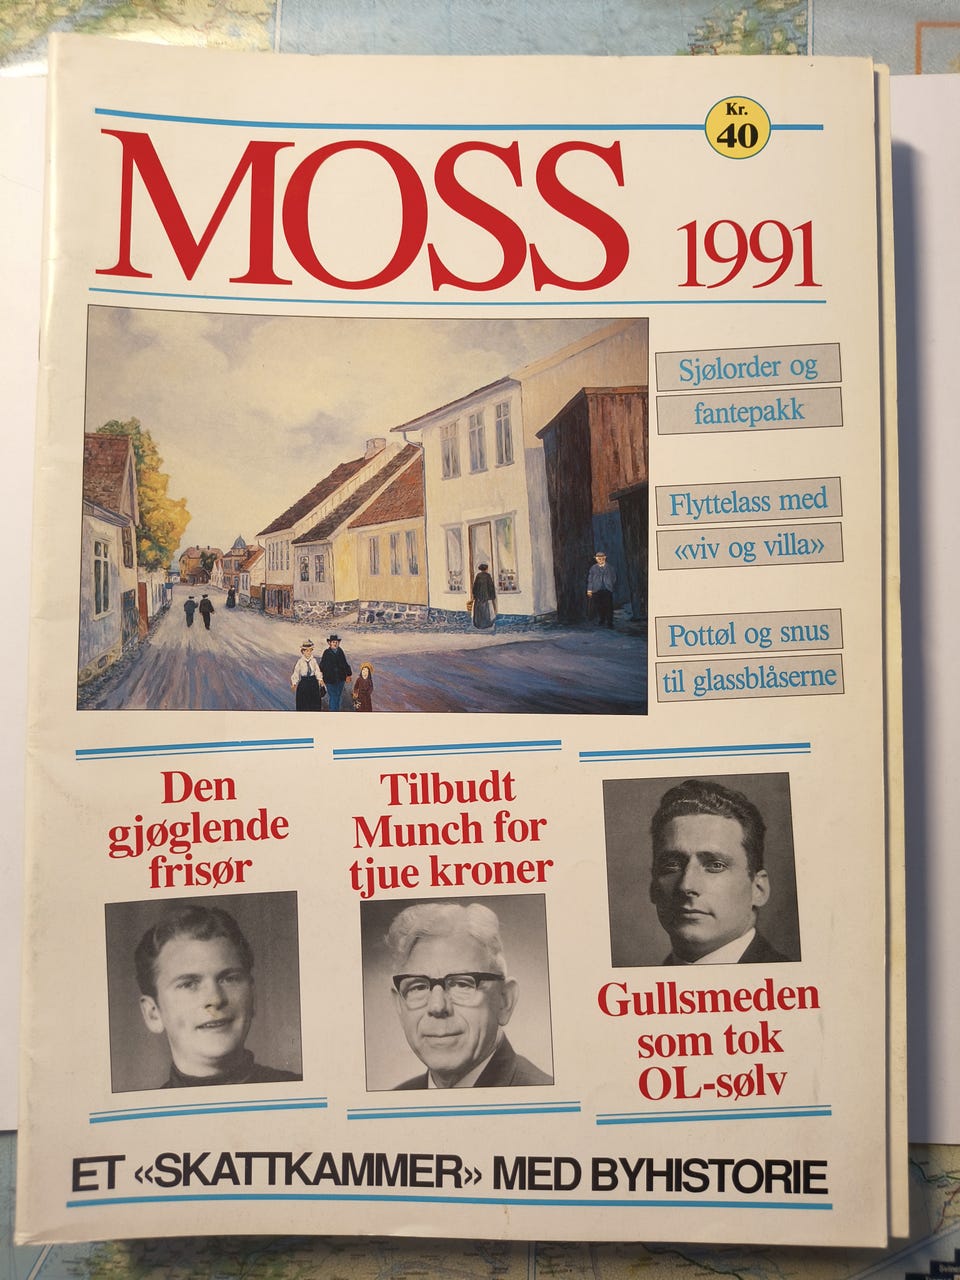 Kr.
40
MOSS 1991
Sjølorder og
fantepakk
Flyttelass med
«viv og villa»
Pottøl og snus
til glassblåserne
Den
gjøglende
frisør
Tilbudt
Munch for
tjue kroner
Gullsmeden
som tok
OL-sølv
ET «SKATTKAMMER» MED BYHISTORIE